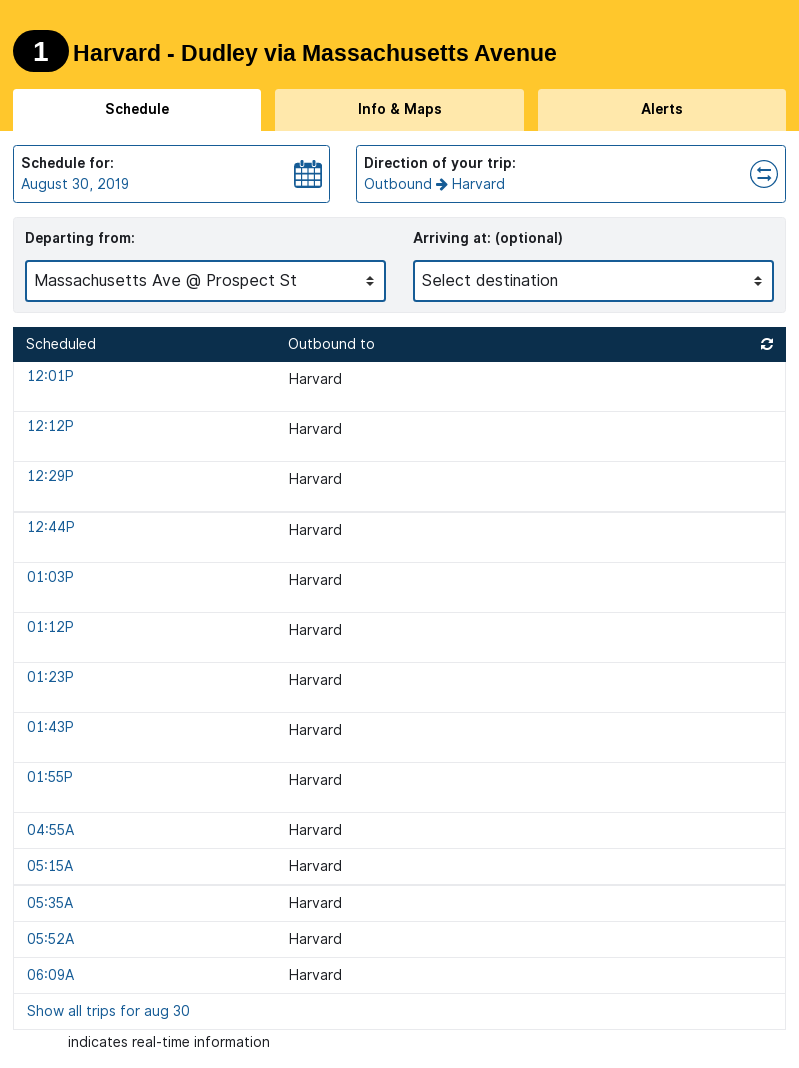 1 Harvard - Dudley via Massachusetts Avenue
Schedule Info & Maps Alerts
Schedule for:
August 30, 2019
Direction of your trip:
Outbound → Harvard
Departing from:
Massachusetts Ave @ Prospect St
Arriving at: (optional)
Select destination
Scheduled Outbound to
12:01P Harvard
12:12P Harvard
12:29P Harvard
12:44P Harvard
01:03P Harvard
01:12P Harvard
01:23P Harvard
01:43P Harvard
01:55P Harvard
04:55A Harvard
05:15A Harvard
05:35A Harvard
05:52A Harvard
06:09A Harvard
Show all trips for aug 30
indicates real-time information